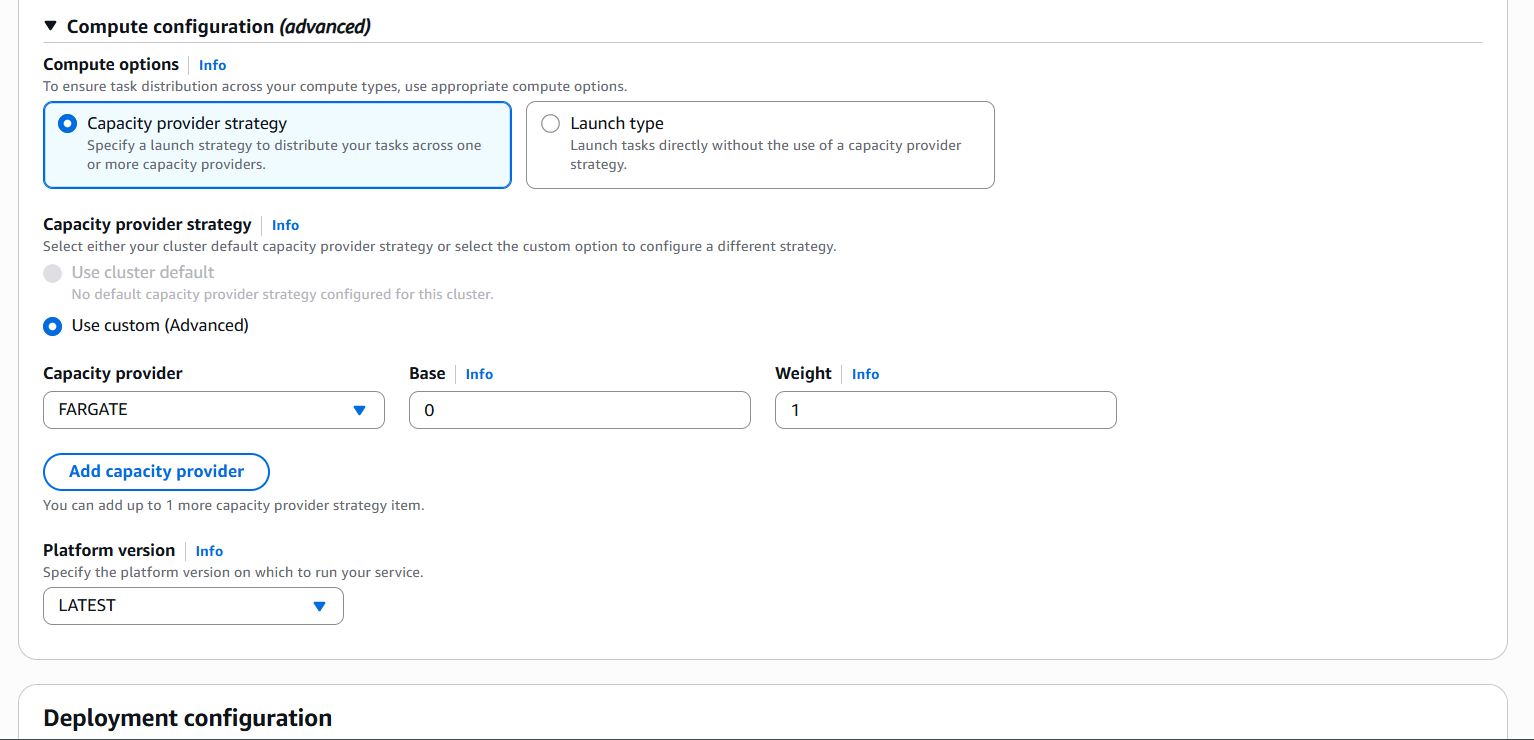 Compute configuration (advanced)
Compute options Info
To ensure task distribution across your compute types, use appropriate compute options.
Capacity provider strategy
Specify a launch strategy to distribute your tasks across one
or more capacity providers.
Launch type
Launch tasks directly without the use of a capacity provider
strategy.
Capacity provider strategy Info
Select either your cluster default capacity provider strategy or select the custom option to configure a different strategy.
Use cluster default
No default capacity provider strategy configured for this cluster.
Use custom (Advanced)
Capacity provider Base Info Weight Info
FARGATE 0 1
Add capacity provider
You can add up to 1 more capacity provider strategy item.
Platform version Info
Specify the platform version on which to run your service.
LATEST
Deployment configuration